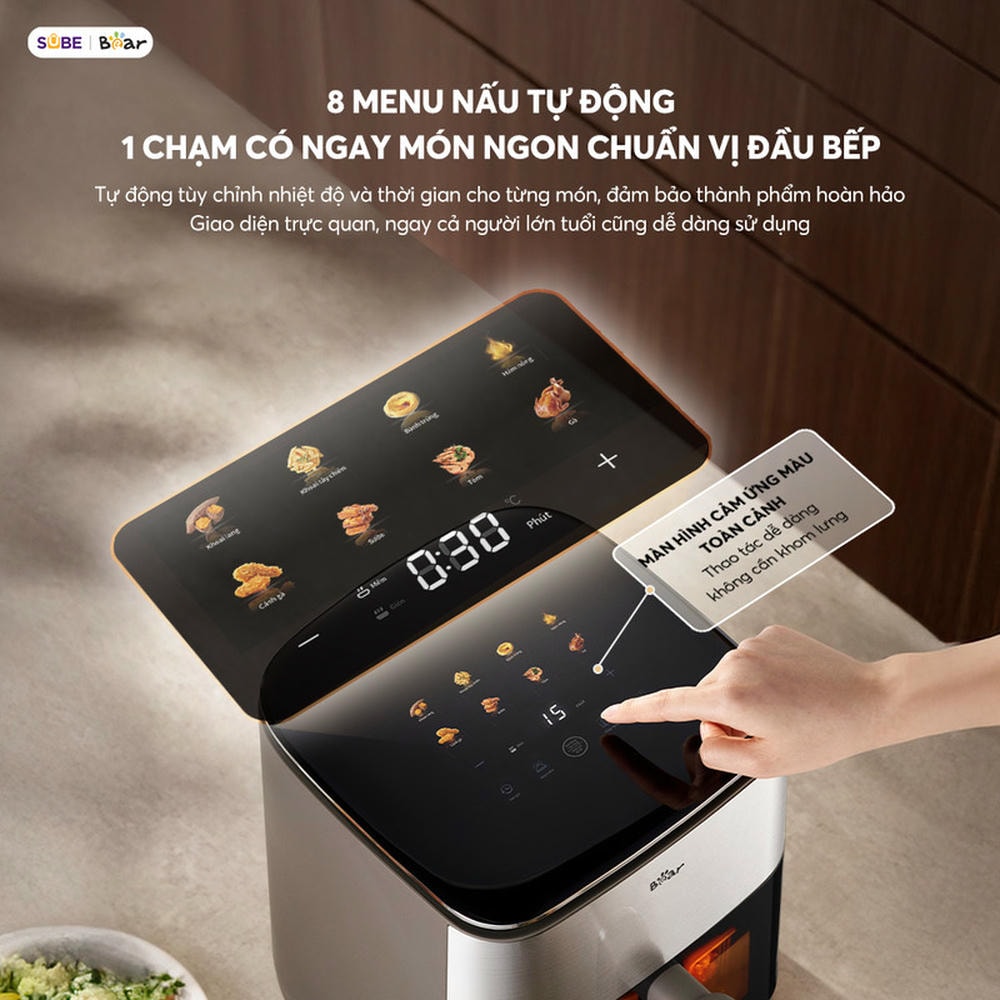 SUBE | Bear
8 MENU NẤU TỰ ĐỘNG
1 CHẠM CÓ NGAY MÓN NGON CHUẨN VỊ ĐẦU BẾP
Tự động tùy chỉnh nhiệt độ và thời gian cho từng món, đảm bảo thành phẩm hoàn hảo
Giao diện trực quan, ngay cả người lớn tuổi cũng dễ dàng sử dụng
Hâm nóng
Bánh trứng
Gà
Khoai tây chiên
Tôm
Khoai lang
Cánh gà
°C
0:30
Phút
Mềm
Giòn
MÀN HÌNH CẢM ỨNG MÀU
TOÀN CẢNH
Thao tác dễ dàng
không cần khom lưng
15
Bear